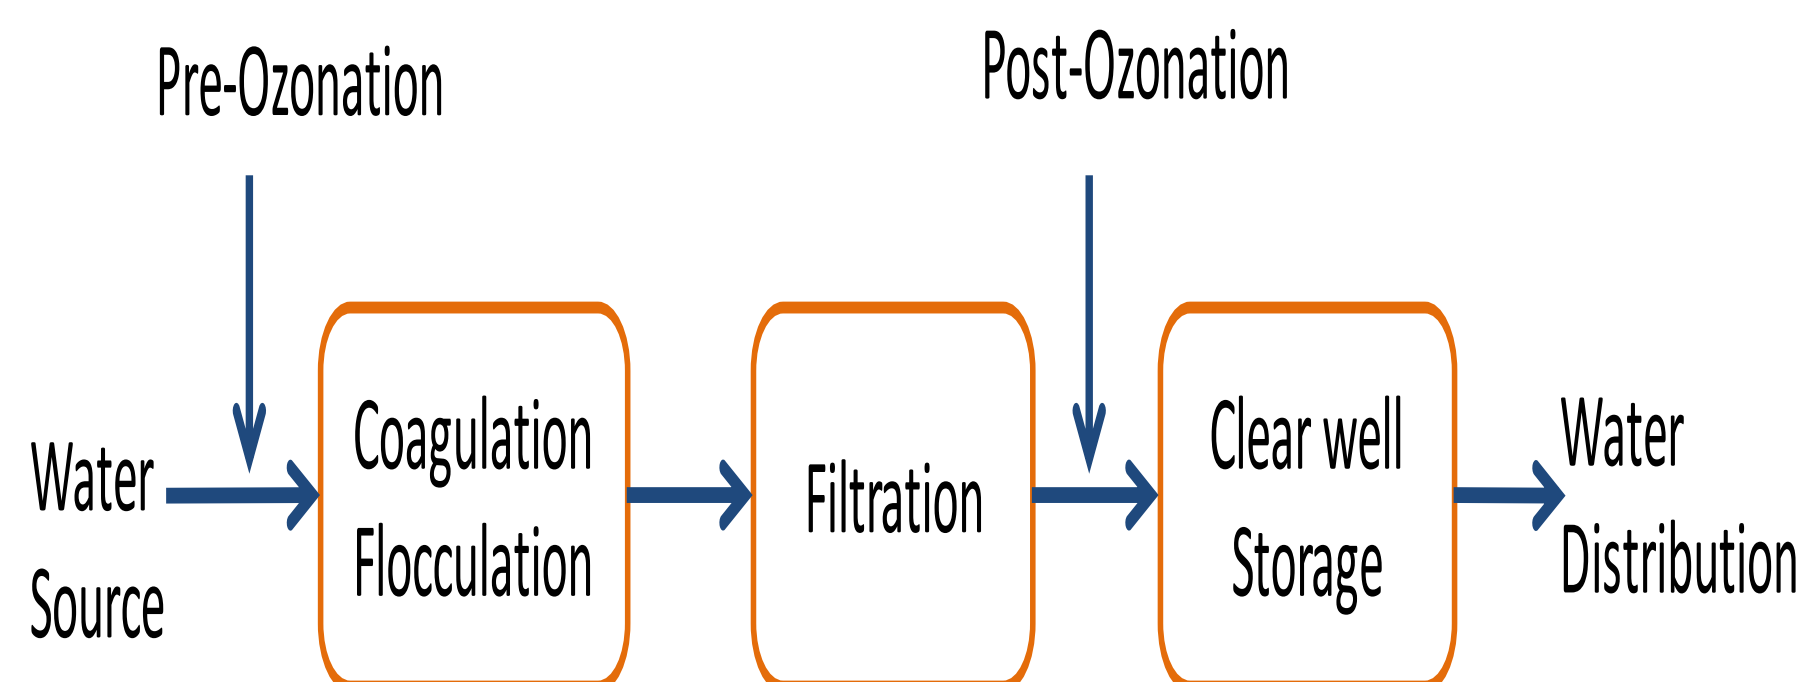 Pre-Ozonation
Post-Ozonation
Water
Source
Coagulation
Flocculation
Filtration
Clear well
Storage
Water
Distribution